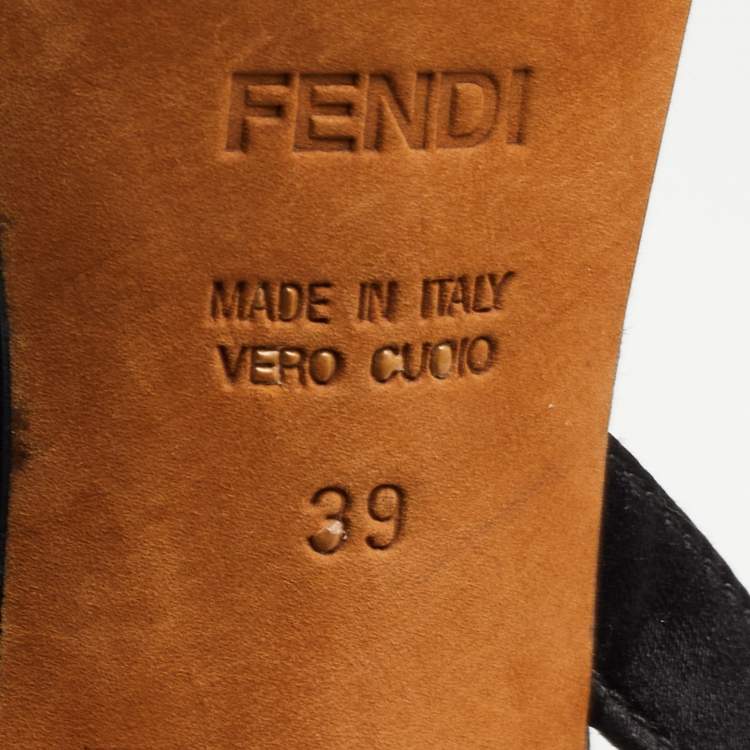 FENDI
MADE IN ITALY
VERO CUOIO
39